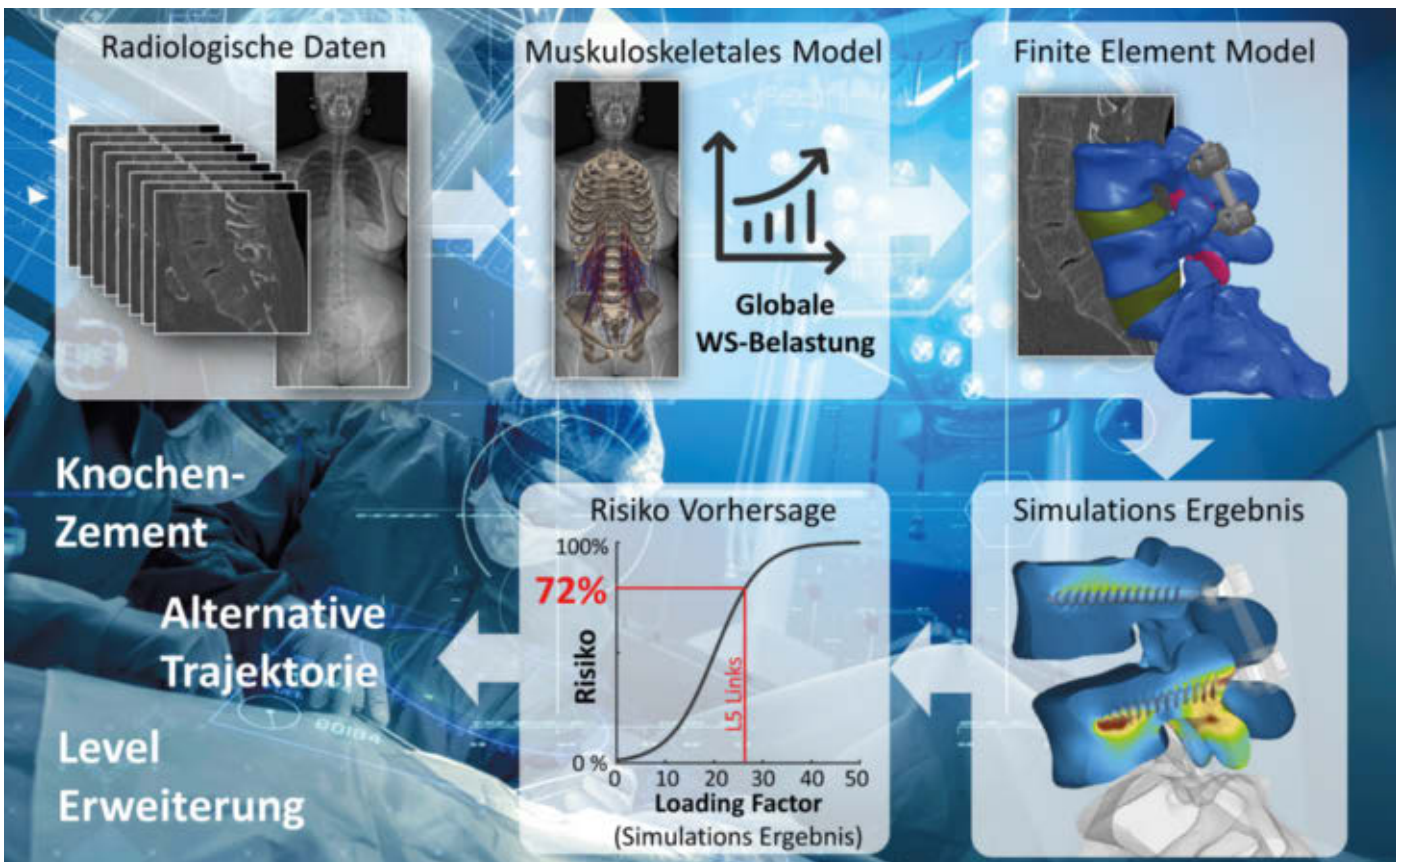 Radiologische Daten
Muskuloskeletales Model
Finite Element Model
Globale
WS-Belastung
Knochen-
Zement
Alternative
Trajektorie
Level
Erweiterung
Risiko Vorhersage
100%
72%
Risiko
L5 Links
0 %
0 10 20 30 40 50
Loading Factor
(Simulations Ergebnis)
Simulations Ergebnis